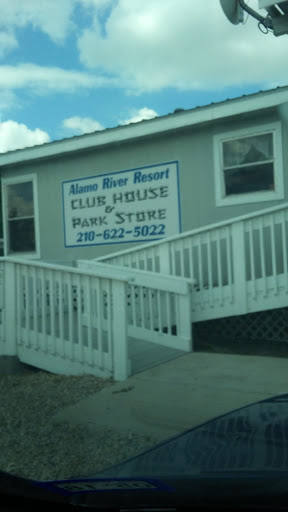 Alamo River Resort
CLUB HOUSE
&
PARK STORE
210-622-5022